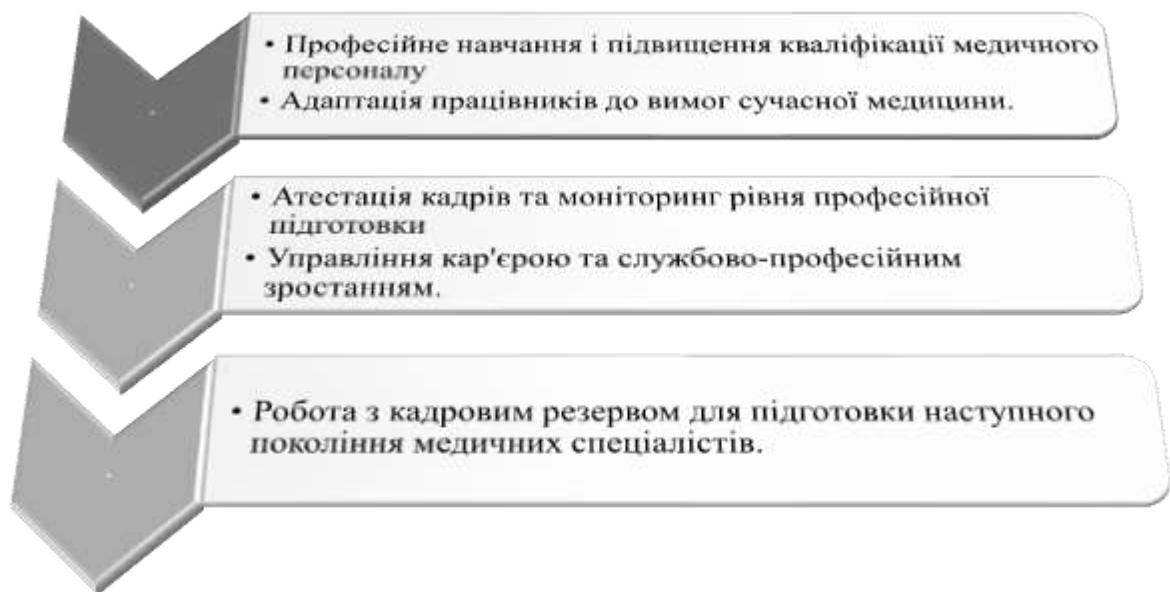 • Професійне навчання і підвищення кваліфікації медичного
персоналу
• Адаптація працівників до вимог сучасної медицини.
• Атестація кадрів та моніторинг рівня професійної
підготовки
• Управління кар'єрою та службово-професійним
зростанням.
• Робота з кадровим резервом для підготовки наступного
покоління медичних спеціалістів.